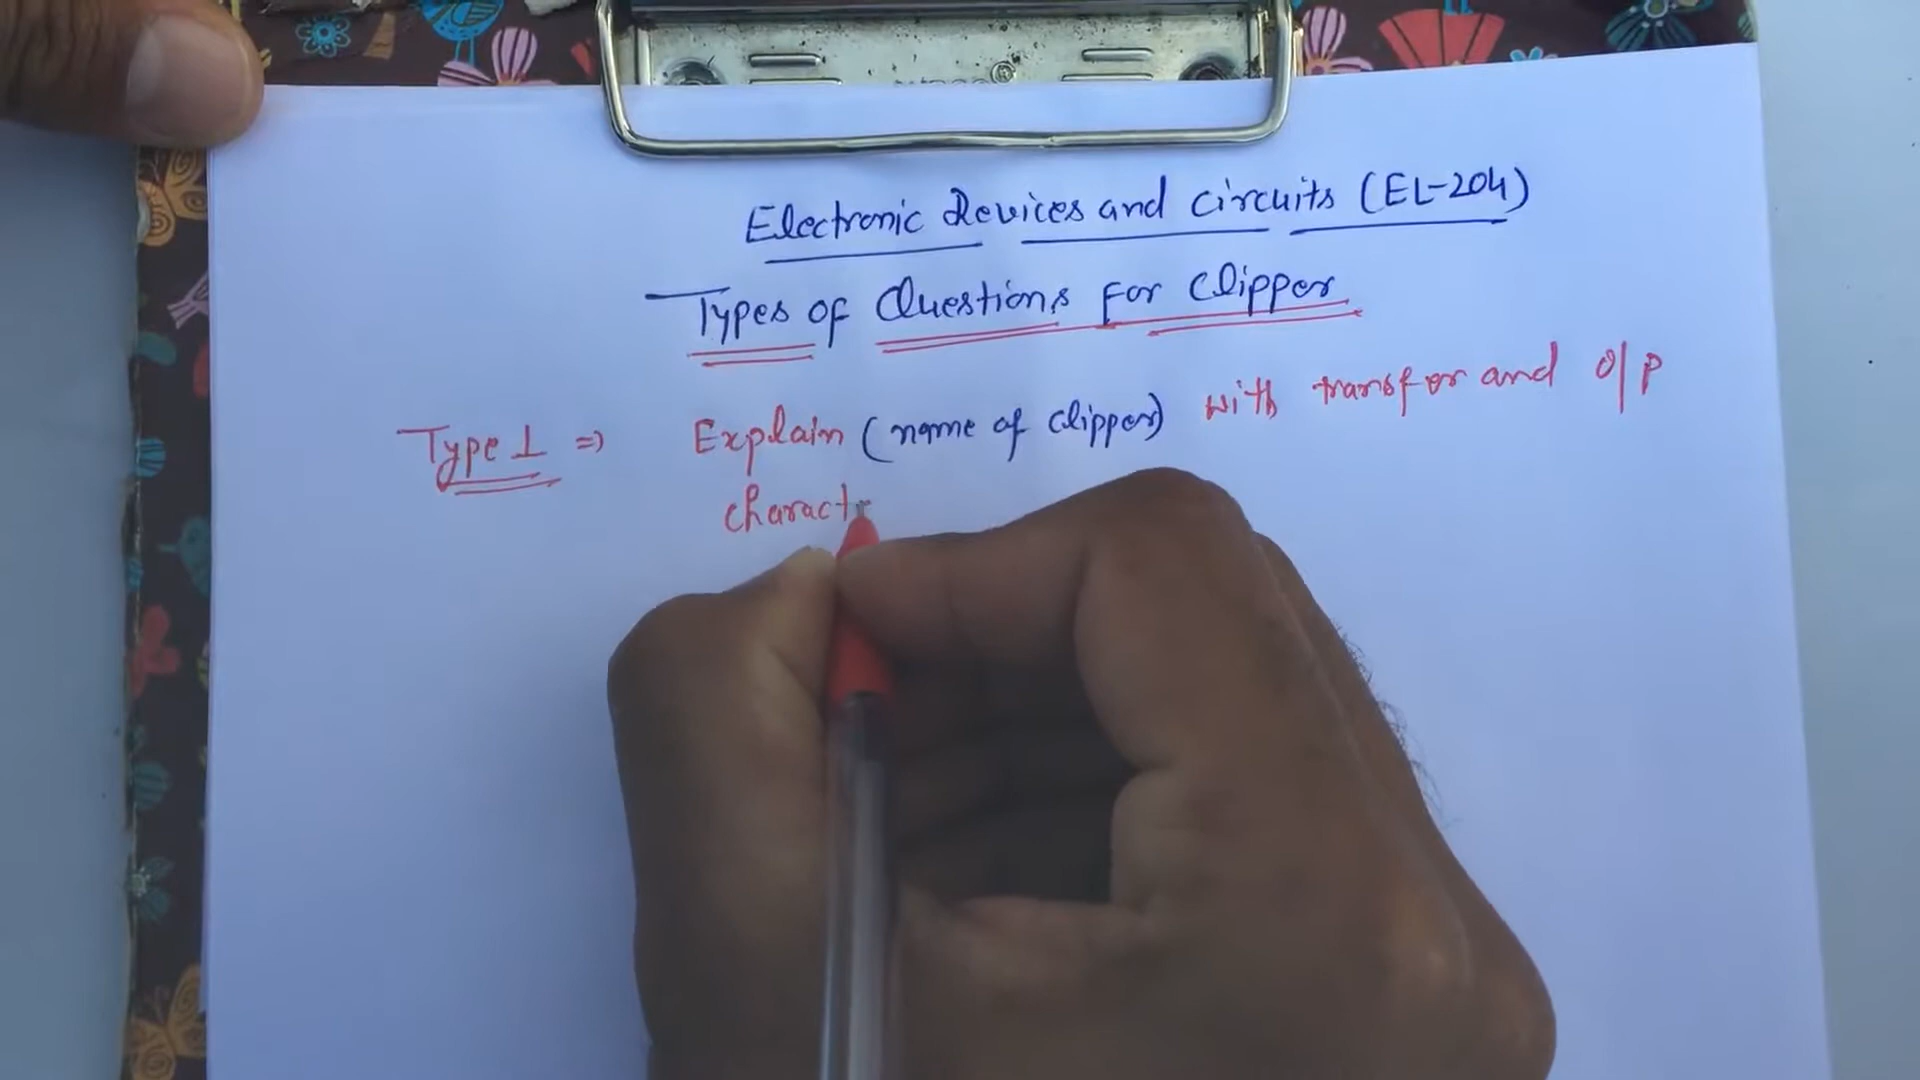 Electronic Devices and circuits (EL-204)
Types of Questions for Clipper
Type 1 => Explain (name of Clipper) with transfer and o/p
charact